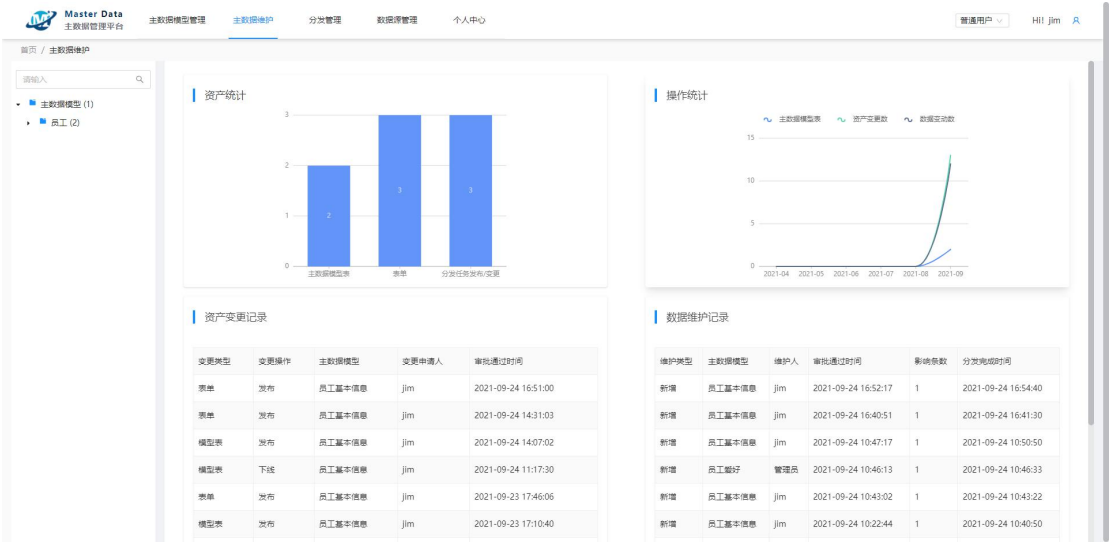 Master Data
主数据管理平台
主数据模型管理 主数据维护 分发管理 数据源管理 个人中心
普通用户
Hi! jim
首页 / 主数据维护
请输入
主数据模型 (1)
员工 (2)
资产统计
3
2
1
0
2
3
3
主数据模型表 表单 分发任务发布/变更
操作统计
主数据模型表 资产变更数 数据变动数
15
10
5
0
2021-04 2021-05 2021-06 2021-07 2021-08 2021-09
资产变更记录
变更类型 变更操作 主数据模型 变更申请人 审批通过时间
表单 发布 员工基本信息 jim 2021-09-24 16:51:00
表单 发布 员工基本信息 jim 2021-09-24 14:31:03
模型表 发布 员工基本信息 jim 2021-09-24 14:07:02
模型表 下线 员工基本信息 jim 2021-09-24 11:17:30
表单 发布 员工基本信息 jim 2021-09-23 17:46:06
模型表 发布 员工基本信息 jim 2021-09-23 17:10:40
数据维护记录
维护类型 主数据模型 维护人 审批通过时间 影响条数 分发完成时间
新增 员工基本信息 jim 2021-09-24 16:52:17 1 2021-09-24 16:54:40
新增 员工基本信息 jim 2021-09-24 16:40:51 1 2021-09-24 16:41:30
新增 员工基本信息 jim 2021-09-24 10:47:17 1 2021-09-24 10:50:50
新增 员工爱好 管理员 2021-09-24 10:46:13 1 2021-09-24 10:46:33
新增 员工基本信息 jim 2021-09-24 10:43:02 1 2021-09-24 10:43:22
新增 员工基本信息 jim 2021-09-24 10:22:44 1 2021-09-24 10:40:50